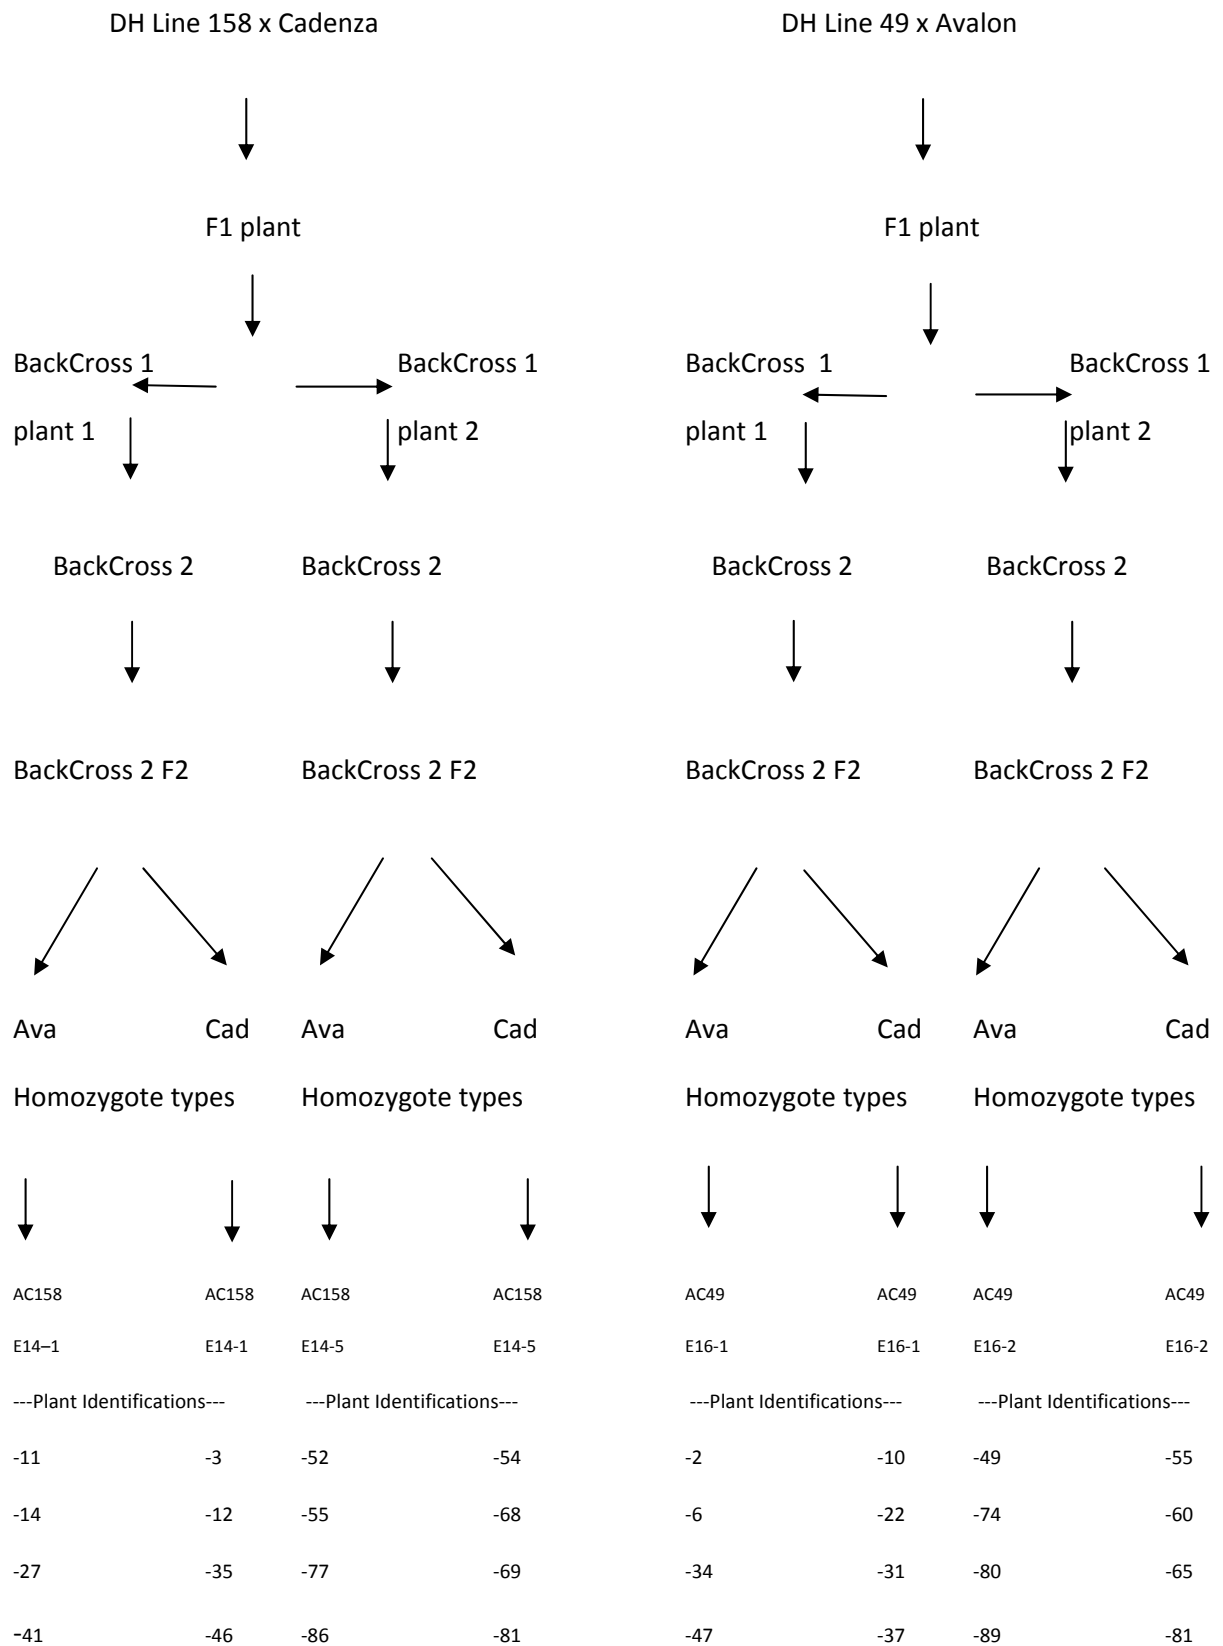 DH Line 158 x Cadenza DH Line 49 x Avalon
F1 plant F1 plant
BackCross 1 BackCross 1 BackCross 1 BackCross 1
plant 1 plant 2 plant 1 plant 2
BackCross 2 BackCross 2 BackCross 2 BackCross 2
BackCross 2 F2 BackCross 2 F2 BackCross 2 F2 BackCross 2 F2
Ava Cad Ava Cad Ava Cad Ava Cad
Homozygote types Homozygote types Homozygote types Homozygote types
AC158 AC158 AC158 AC158 AC49 AC49 AC49 AC49
E14–1 E14-1 E14-5 E14-5 E16-1 E16-1 E16-2 E16-2
---Plant Identifications--- ---Plant Identifications--- ---Plant Identifications--- ---Plant Identifications---
-11 -3 -52 -54 -2 -10 -49 -55
-14 -12 -55 -68 -6 -22 -74 -60
-27 -35 -77 -69 -34 -31 -80 -65
-41 -46 -86 -81 -47 -37 -89 -81